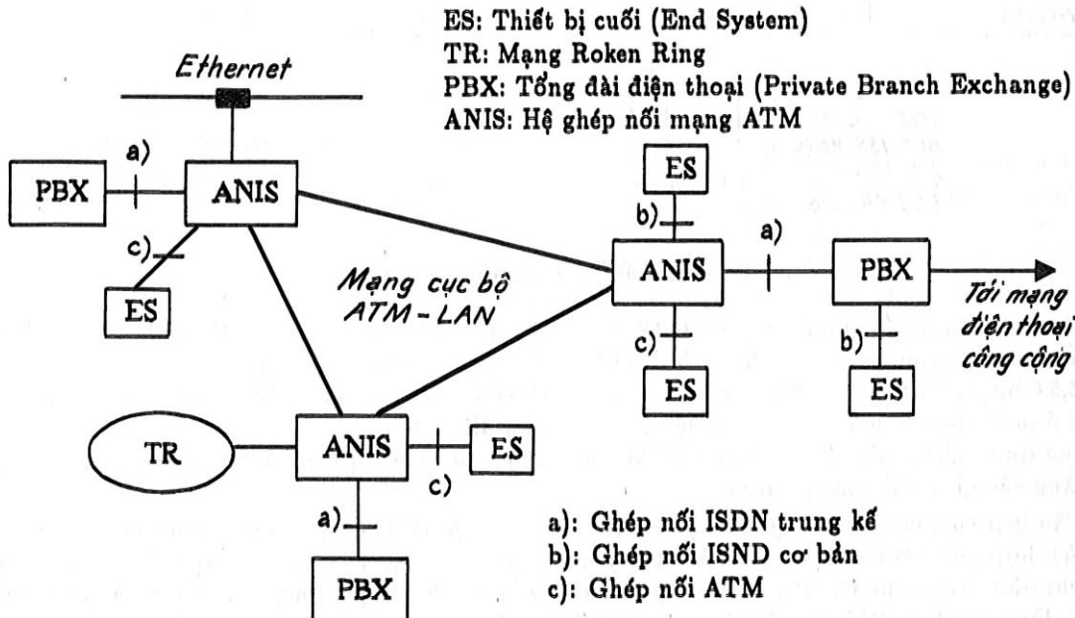 ES: Thiết bị cuối (End System)
TR: Mạng Roken Ring
PBX: Tổng đài điện thoại (Private Branch Exchange)
ANIS: Hệ ghép nối mạng ATM
Ethernet
a)
PBX
ANIS
c)
ES
ES
b)
a)
ANIS
PBX
Mạng cục bộ
ATM-LAN
Tới mạng
điện thoại
công cộng
c)
b)
ES
ES
TR
ANIS
ES
c)
a)
PBX
a): Ghép nối ISDN trung kế
b): Ghép nối ISND cơ bản
c): Ghép nối ATM